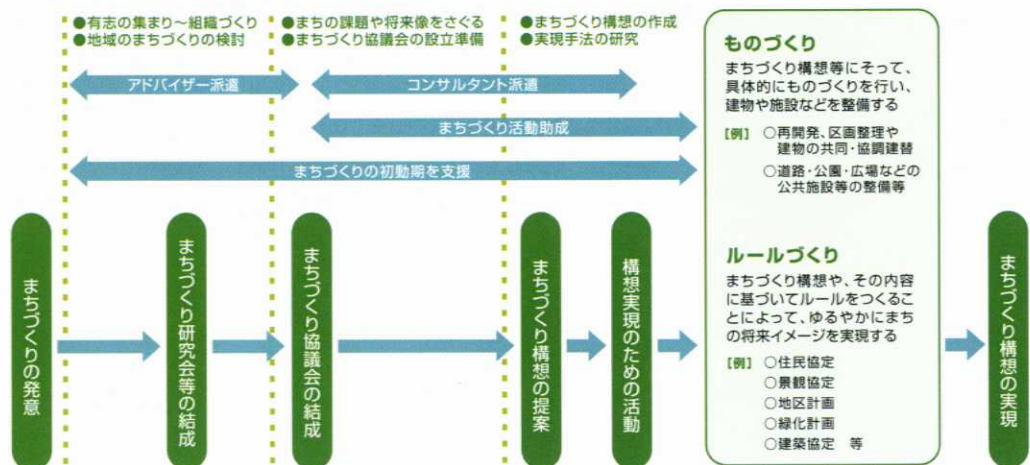 ●有志の集まり～組織づくり
●地域のまちづくりの検討
●まちの課題や将来像をさぐる
●まちづくり協議会の設立準備
●まちづくり構想の作成
●実現手法の研究
アドバイザー派遣
コンサルタント派遣
まちづくり活動助成
まちづくりの初動期を支援
まちづくりの発意
まちづくり研究会等の結成
まちづくり協議会の結成
まちづくり構想の提案
構想実現のための活動
ものづくり
まちづくり構想等にそって、
具体的にものづくりを行い、
建物や施設などを整備する
【例】 ○再開発、区画整理や
建物の共同・協調建替
○道路・公園・広場などの
公共施設等の整備等
ルールづくり
まちづくり構想や、その内容
に基づいてルールをつくるこ
とによって、ゆるやかにまち
の将来イメージを実現する
【例】 ○住民協定
○景観協定
○地区計画
○緑化計画
○建築協定 等
まちづくり構想の実現